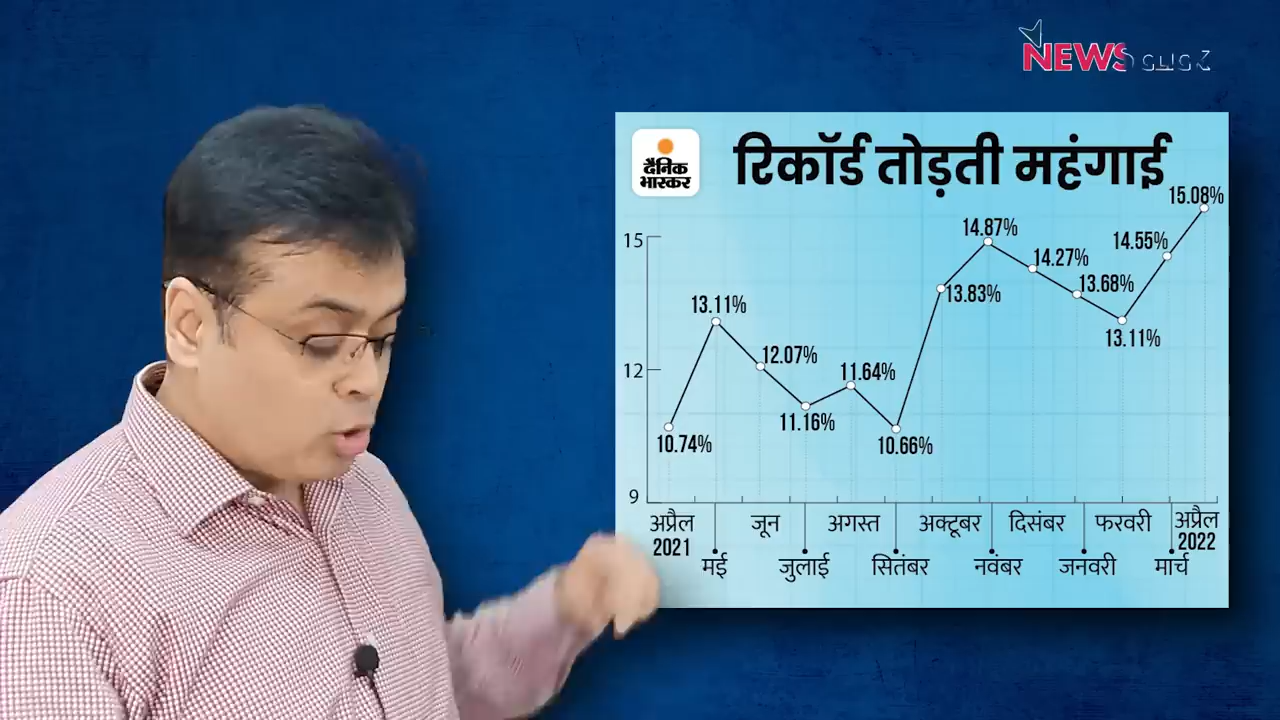 NEWS CLICK
दैनिक
भास्कर
रिकॉर्ड तोड़ती महंगाई
15.08%
14.87%
14.55%
15
14.27%
13.68%
13.83%
13.11%
13.11%
12.07%
11.64%
12
11.16%
10.74%
10.66%
9
अप्रैल 2021
मई
जून
जुलाई
अगस्त
सितंबर
अक्टूबर
नवंबर
दिसंबर
जनवरी
फरवरी
मार्च
अप्रैल 2022